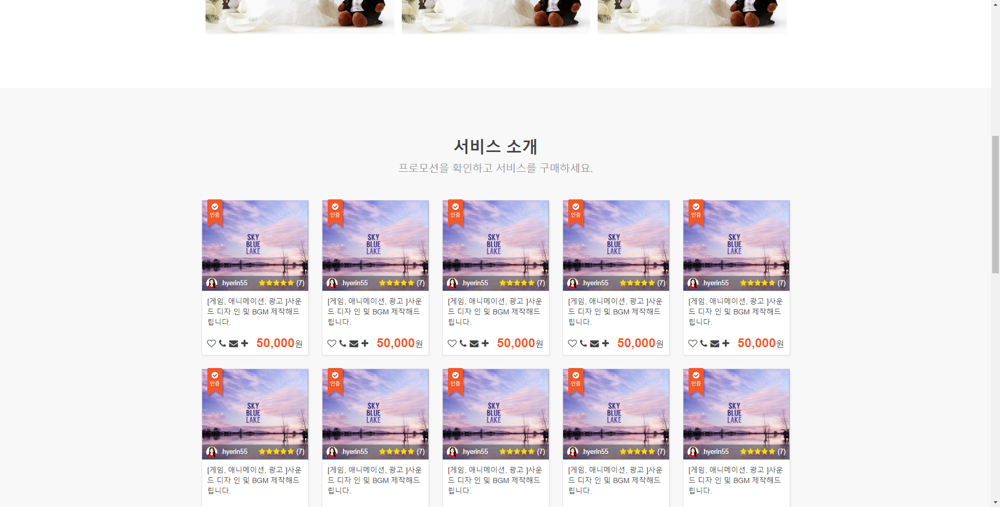 서비스 소개
프로모션을 확인하고 서비스를 구매하세요.
인증 인증 인증 인증 인증
SKY SKY SKY SKY SKY
BLUE BLUE BLUE BLUE BLUE
LAKE LAKE LAKE LAKE LAKE
hyerin55 (7) hyerin55 (7) hyerin55 (7) hyerin55 (7) hyerin55 (7)
[게임, 애니메이션, 광고 ]사운 [게임, 애니메이션, 광고 ]사운 [게임, 애니메이션, 광고 ]사운 [게임, 애니메이션, 광고 ]사운 [게임, 애니메이션, 광고 ]사운
드 디자 인 및 BGM 제작해드 드 디자 인 및 BGM 제작해드 드 디자 인 및 BGM 제작해드 드 디자 인 및 BGM 제작해드 드 디자 인 및 BGM 제작해드
립니다. 립니다. 립니다. 립니다. 립니다.
50,000원 50,000원 50,000원 50,000원 50,000원
인증 인증 인증 인증 인증
SKY SKY SKY SKY SKY
BLUE BLUE BLUE BLUE BLUE
LAKE LAKE LAKE LAKE LAKE
hyerin55 (7) hyerin55 (7) hyerin55 (7) hyerin55 (7) hyerin55 (7)
[게임, 애니메이션, 광고 ]사운 [게임, 애니메이션, 광고 ]사운 [게임, 애니메이션, 광고 ]사운 [게임, 애니메이션, 광고 ]사운 [게임, 애니메이션, 광고 ]사운
드 디자 인 및 BGM 제작해드 드 디자 인 및 BGM 제작해드 드 디자 인 및 BGM 제작해드 드 디자 인 및 BGM 제작해드 드 디자 인 및 BGM 제작해드
립니다. 립니다. 립니다. 립니다. 립니다.